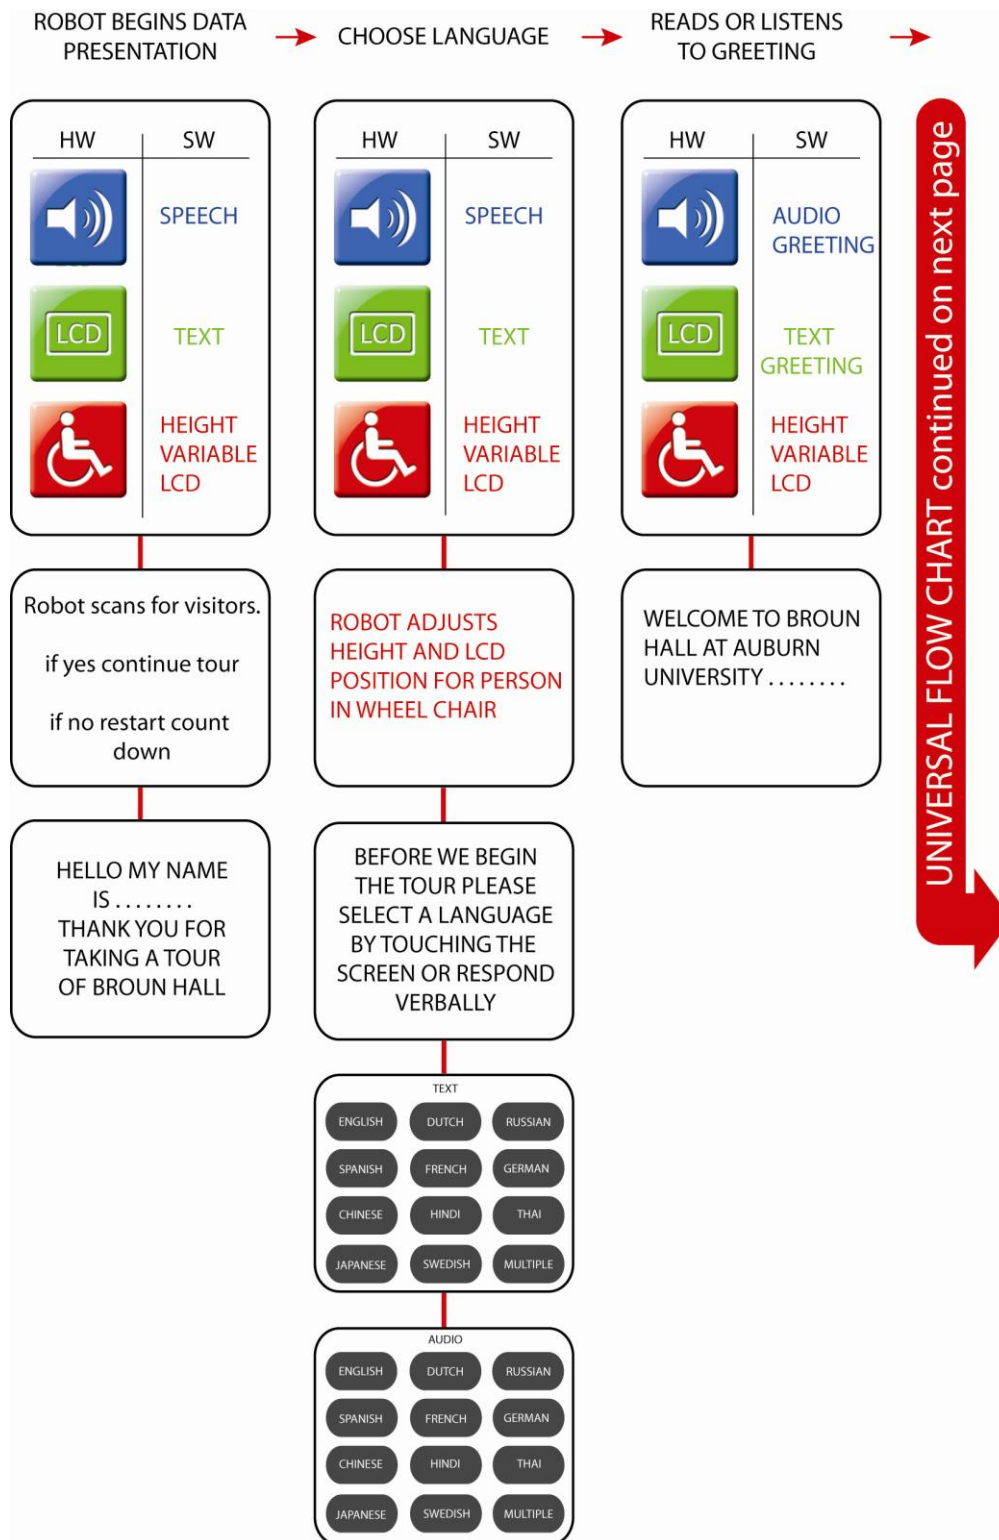 ROBOT BEGINS DATA
PRESENTATION
CHOOSE LANGUAGE
READS OR LISTENS
TO GREETING
HW SW
SPEECH
LCD
TEXT
HEIGHT
VARIABLE
LCD
Robot scans for visitors.
if yes continue tour
if no restart count
down
HELLO MY NAME
IS . . . . . . . .
THANK YOU FOR
TAKING A TOUR
OF BROUN HALL
HW SW
SPEECH
LCD
TEXT
HEIGHT
VARIABLE
LCD
ROBOT ADJUSTS
HEIGHT AND LCD
POSITION FOR PERSON
IN WHEEL CHAIR
BEFORE WE BEGIN
THE TOUR PLEASE
SELECT A LANGUAGE
BY TOUCHING THE
SCREEN OR RESPOND
VERBALLY
TEXT
ENGLISH DUTCH RUSSIAN
SPANISH FRENCH GERMAN
CHINESE HINDI THAI
JAPANESE SWEDISH MULTIPLE
AUDIO
ENGLISH DUTCH RUSSIAN
SPANISH FRENCH GERMAN
CHINESE HINDI THAI
JAPANESE SWEDISH MULTIPLE
HW SW
AUDIO
GREETING
LCD
TEXT
GREETING
HEIGHT
VARIABLE
LCD
WELCOME TO BROUN
HALL AT AUBURN
UNIVERSITY . . . . . . . .
UNIVERSAL FLOW CHART continued on next page